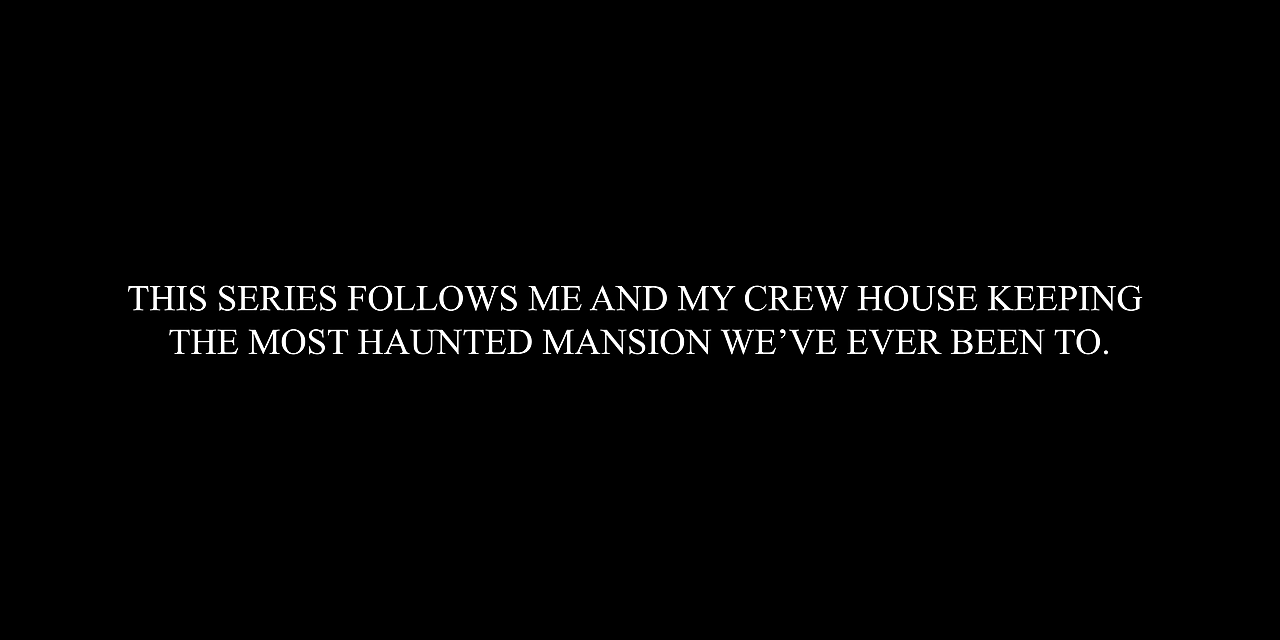 THIS SERIES FOLLOWS ME AND MY CREW HOUSE KEEPING
THE MOST HAUNTED MANSION WE’VE EVER BEEN TO.